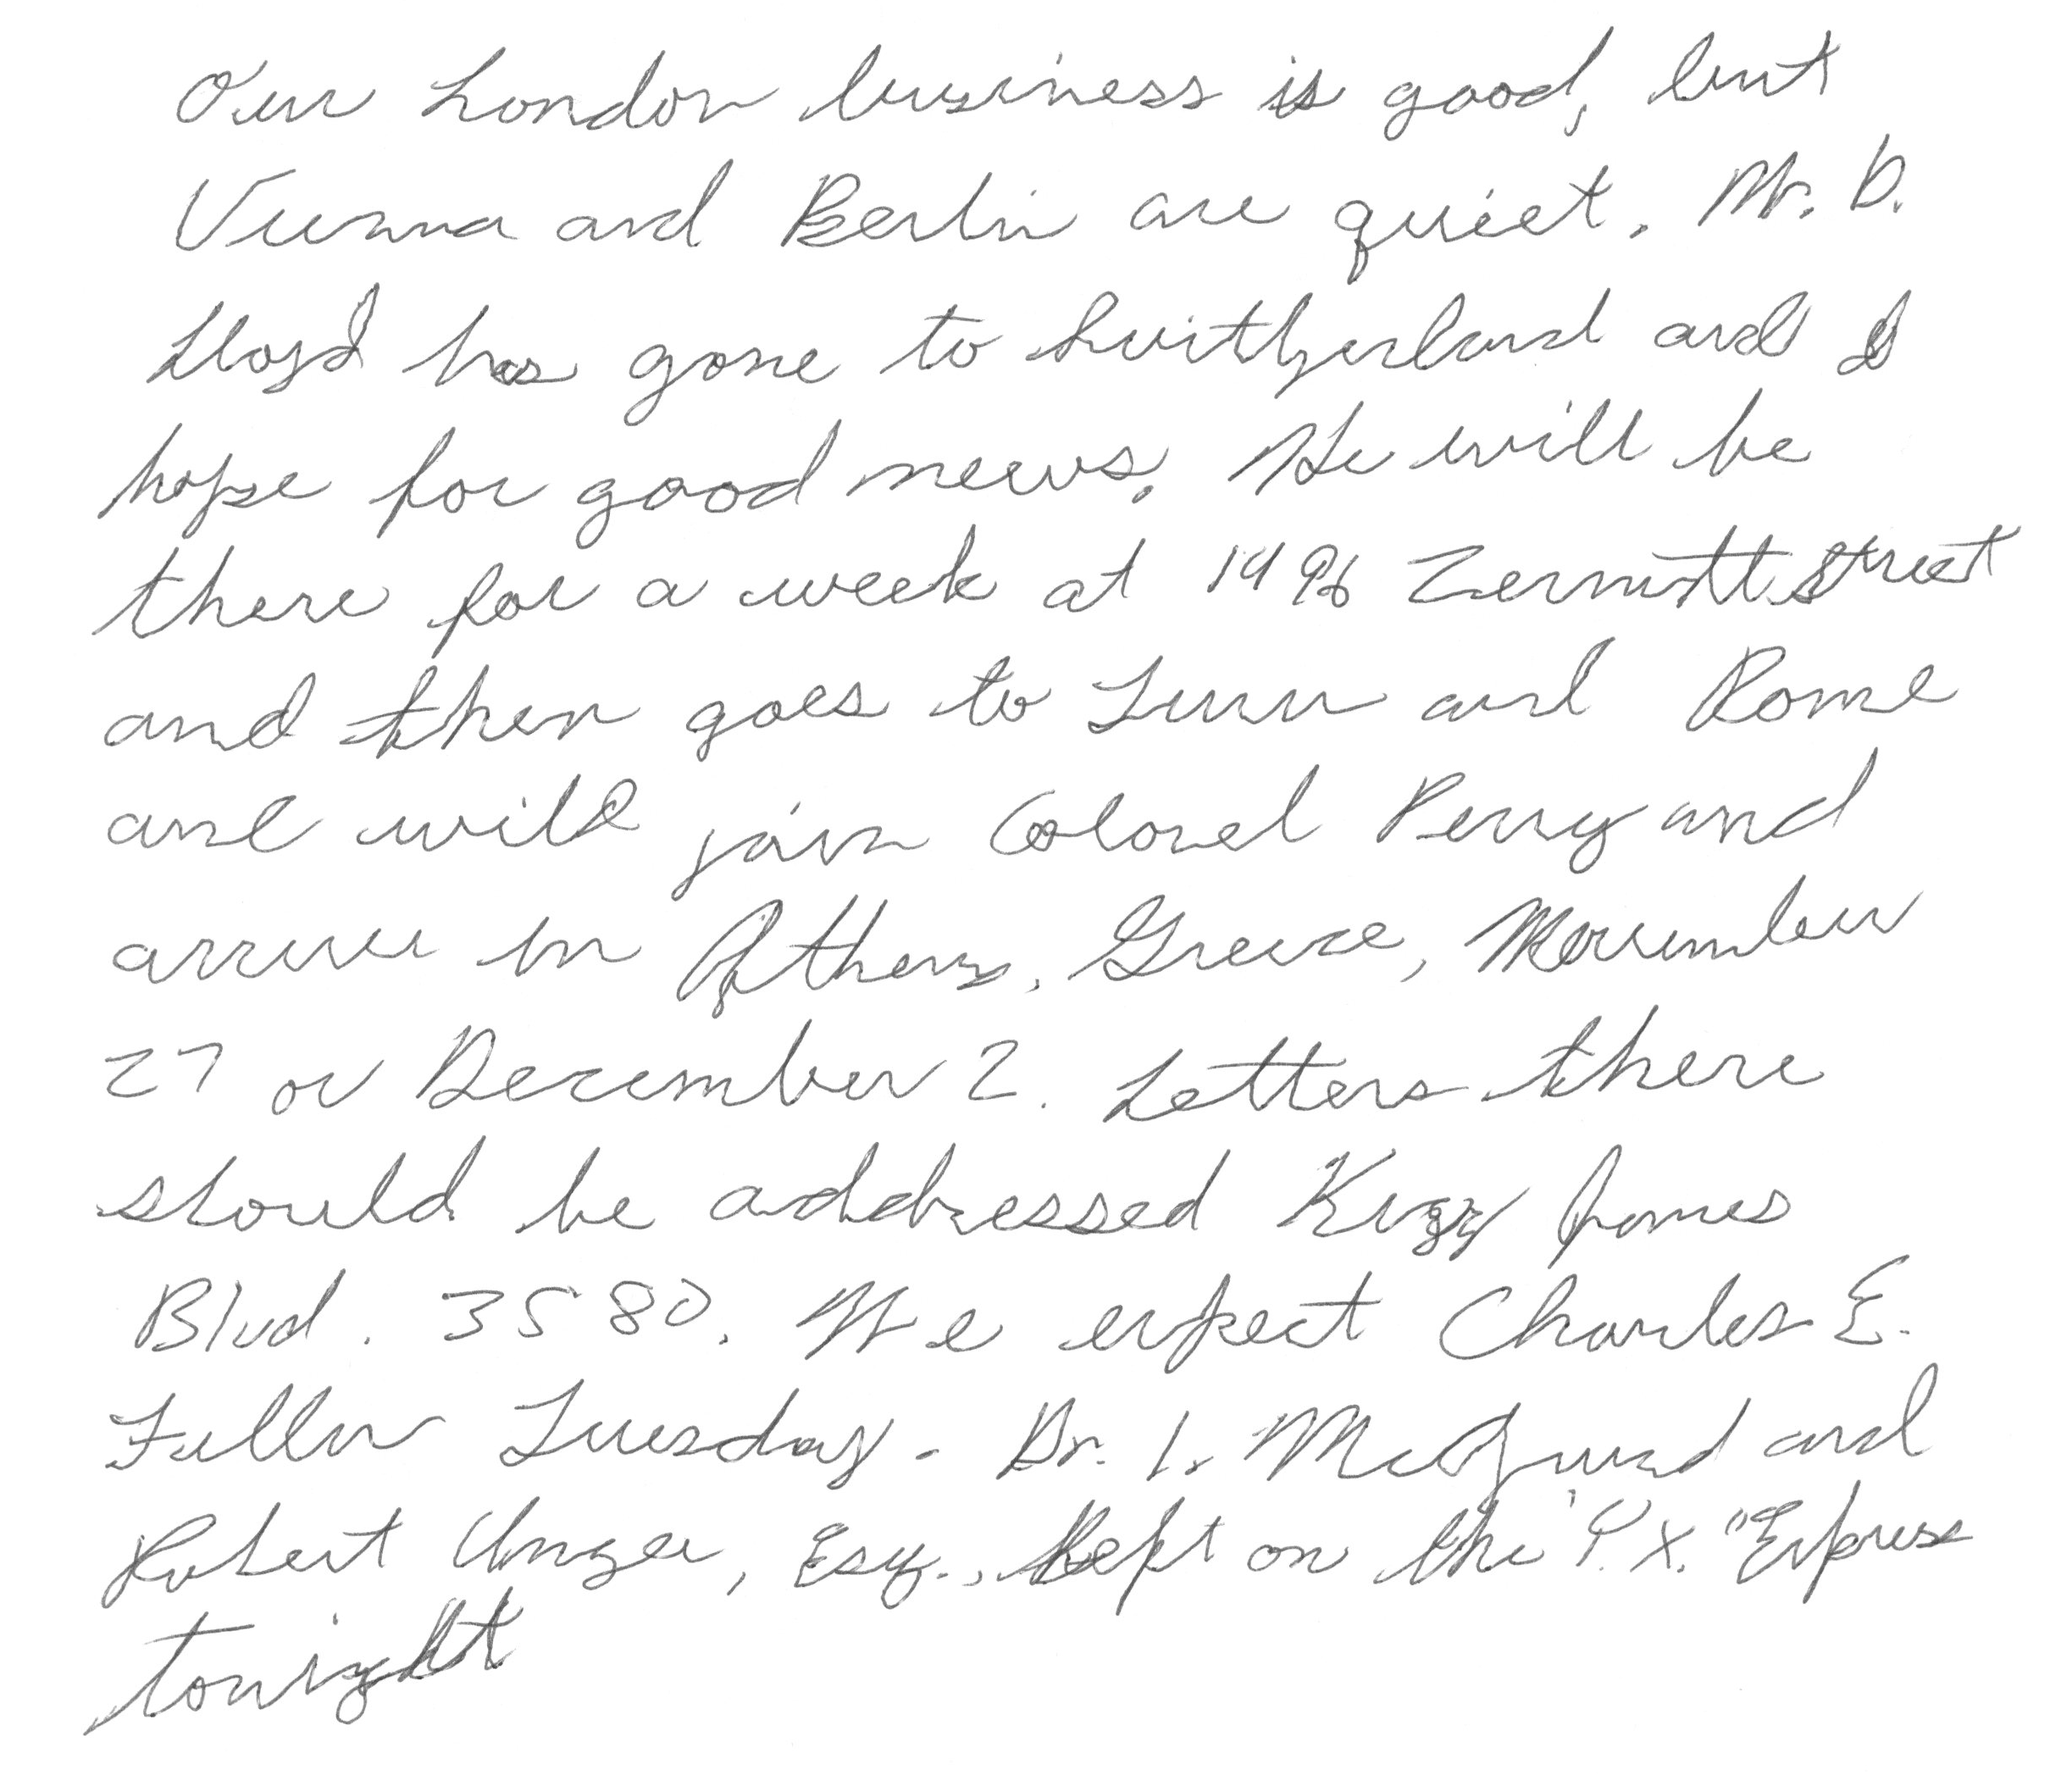 Our London business is good, but
Vienna and Berlin are quiet. Mr. D.
Lloyd has gone to Switzerland and I
hope for good news. He will be
there for a week at 1496 Zermott Street
and then goes to Turin and Rome
and will join Colonel Perry and
arrive in Athens, Greece, November
27 or December 2. Letters there
should be addressed King James
Blvd. 3580. We expect Charles E.
Fuller Tuesday. Dr. L. McQuaid and
Robert Unger, Esq., left on the "Y.X." Express
tonight